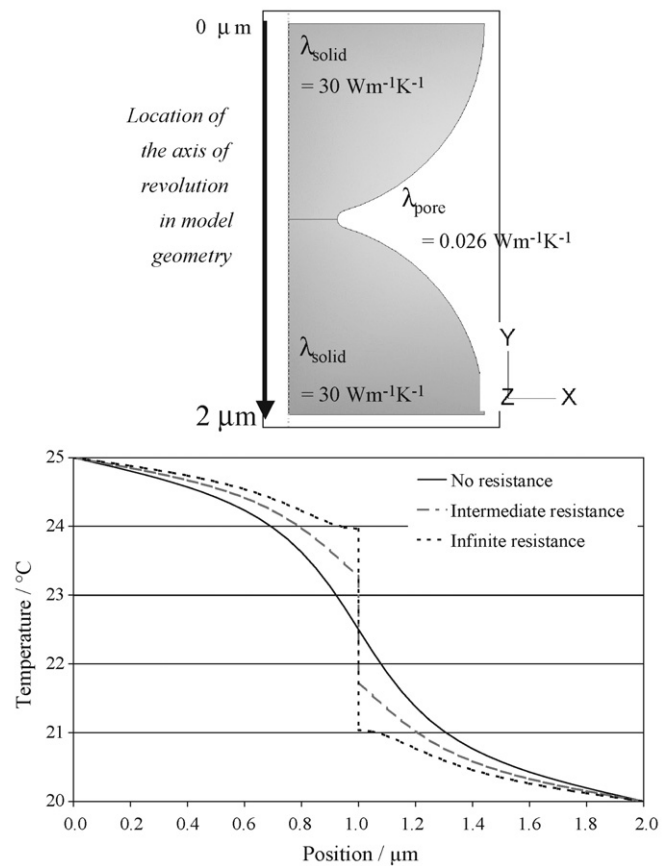 0 μm
λsolid
= 30 Wm⁻¹K⁻¹
Location of
the axis of
revolution
in model
geometry
λpore
= 0.026 Wm⁻¹K⁻¹
λsolid
= 30 Wm⁻¹K⁻¹
2 μm
Y
Z X
25
24
23
22
21
20
Temperature / °C
No resistance
Intermediate resistance
Infinite resistance
0.0 0.2 0.4 0.6 0.8 1.0 1.2 1.4 1.6 1.8 2.0
Position / μm